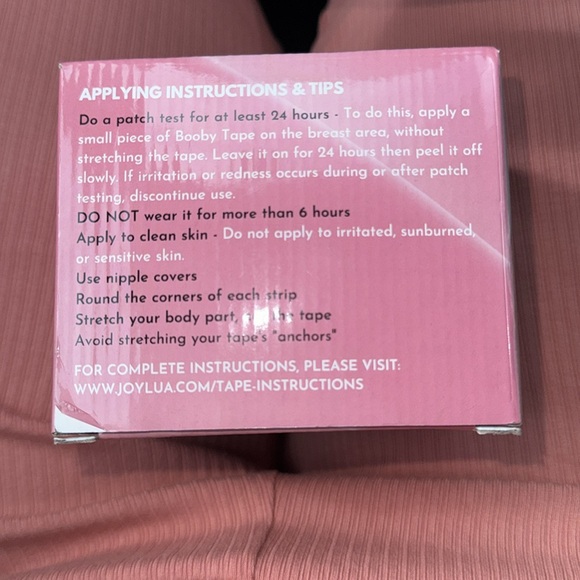 APPLYING INSTRUCTIONS & TIPS
Do a patch test for at least 24 hours - To do this, apply a
small piece of Booby Tape on the breast area, without
stretching the tape. Leave it on for 24 hours then peel it off
slowly. If irritation or redness occurs during or after patch
testing, discontinue use.
DO NOT wear it for more than 6 hours
Apply to clean skin - Do not apply to irritated, sunburned,
or sensitive skin.
Use nipple covers
Round the corners of each strip
Stretch your body part, the tape
Avoid stretching your tape's "anchors"
FOR COMPLETE INSTRUCTIONS, PLEASE VISIT:
WWW.JOYLUA.COM/TAPE-INSTRUCTIONS